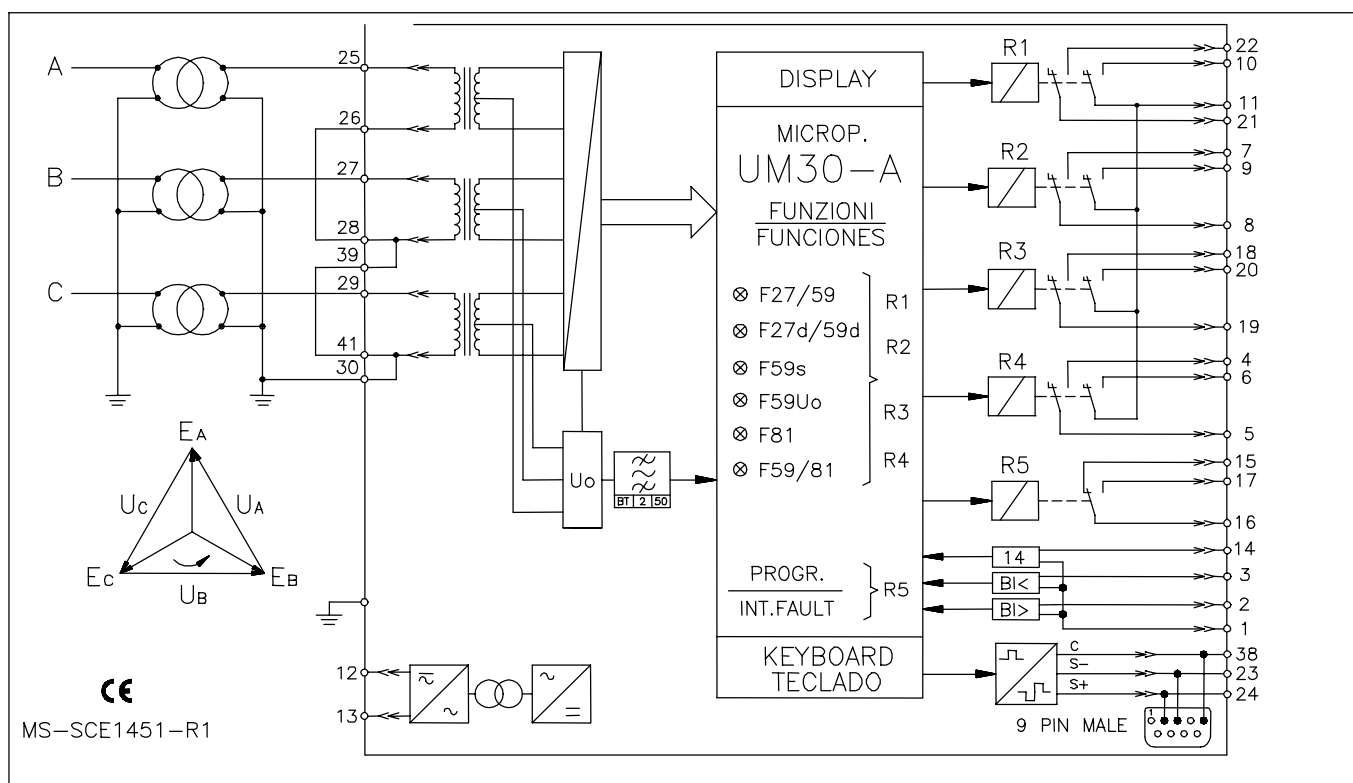 A
25
26
B
27
28
39
C
29
41
30
EA
UC
UA
EC
UB
EB
12
13
CE
MS-SCE1451-R1
Uo
BT 2 50
DISPLAY
MICROP.
UM30-A
FUNZIONI
FUNCIONES
F27/59
F27d/59d
F59s
F59Uo
F81
F59/81
R1
R2
R3
R4
PROGR.
INT.FAULT
R5
KEYBOARD
TECLADO
R1
22
10
11
21
R2
7
9
8
R3
18
20
19
R4
4
6
5
R5
15
17
16
14
14
BI<
3
BI>
2
1
C
38
S-
23
S+
24
9 PIN MALE
1